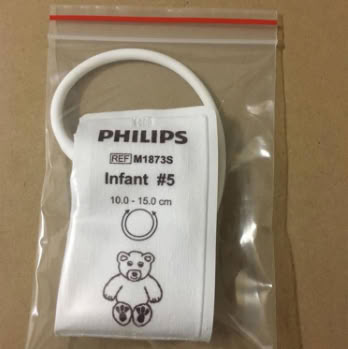 PHILIPS
REF M1873S
Infant #5
10.0 - 15.0 cm